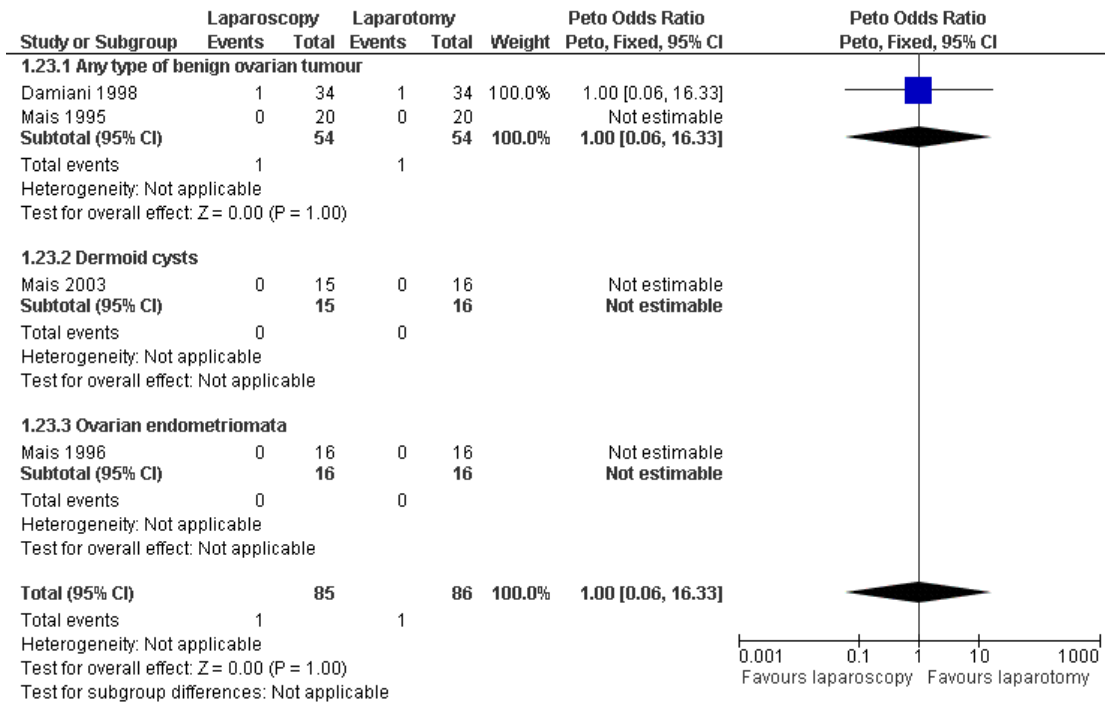 Laparoscopy Laparotomy Peto Odds Ratio Peto Odds Ratio
Study or Subgroup Events Total Events Total Weight Peto, Fixed, 95% CI Peto, Fixed, 95% CI
1.23.1 Any type of benign ovarian tumour
Damiani 1998 1 34 1 34 100.0% 1.00 [0.06, 16.33]
Mais 1995 0 20 0 20 Not estimable
Subtotal (95% CI) 54 54 100.0% 1.00 [0.06, 16.33]
Total events 1 1
Heterogeneity: Not applicable
Test for overall effect: Z = 0.00 (P = 1.00)
1.23.2 Dermoid cysts
Mais 2003 0 15 0 16 Not estimable
Subtotal (95% CI) 15 16 Not estimable
Total events 0 0
Heterogeneity: Not applicable
Test for overall effect: Not applicable
1.23.3 Ovarian endometriomata
Mais 1996 0 16 0 16 Not estimable
Subtotal (95% CI) 16 16 Not estimable
Total events 0 0
Heterogeneity: Not applicable
Test for overall effect: Not applicable
Total (95% CI) 85 86 100.0% 1.00 [0.06, 16.33]
Total events 1 1
Heterogeneity: Not applicable
Test for overall effect: Z = 0.00 (P = 1.00)
Test for subgroup differences: Not applicable
0.001 0.1 1 10 1000
Favours laparoscopy Favours laparotomy